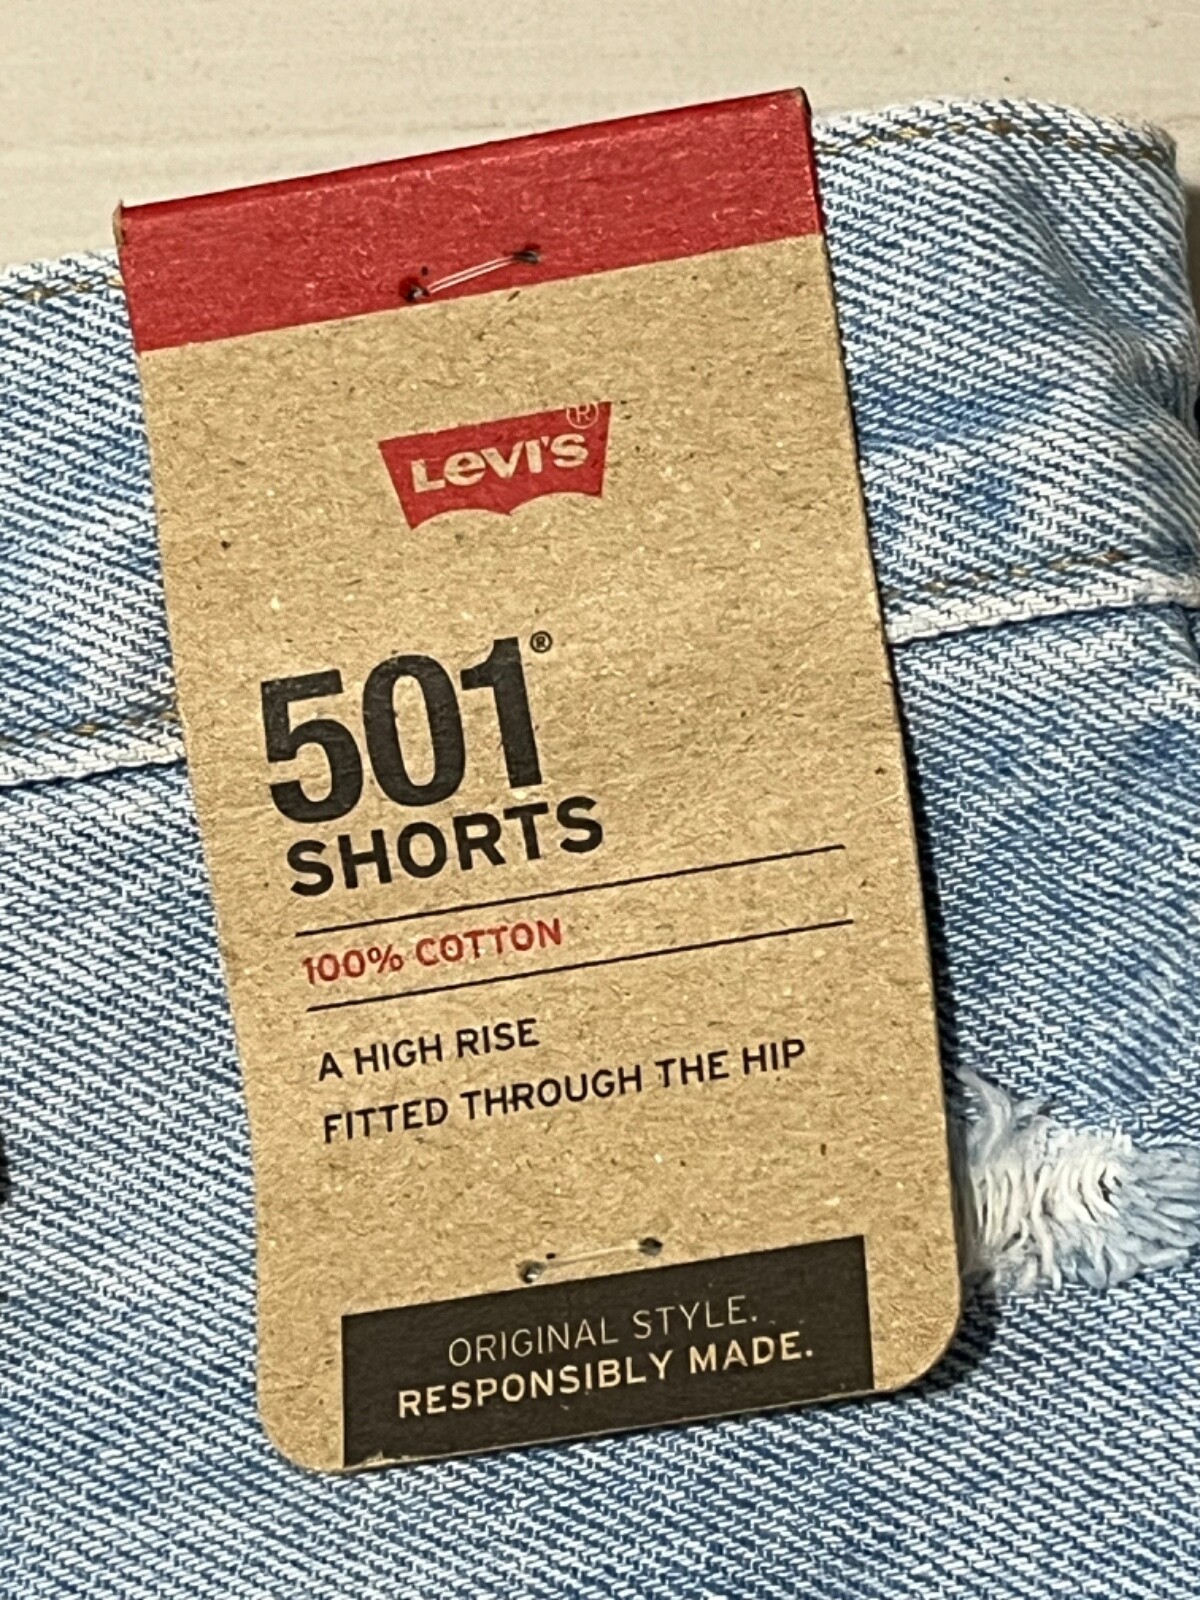 Levi's®
501®
SHORTS
100% COTTON
A HIGH RISE
FITTED THROUGH THE HIP
ORIGINAL STYLE.
RESPONSIBLY MADE.